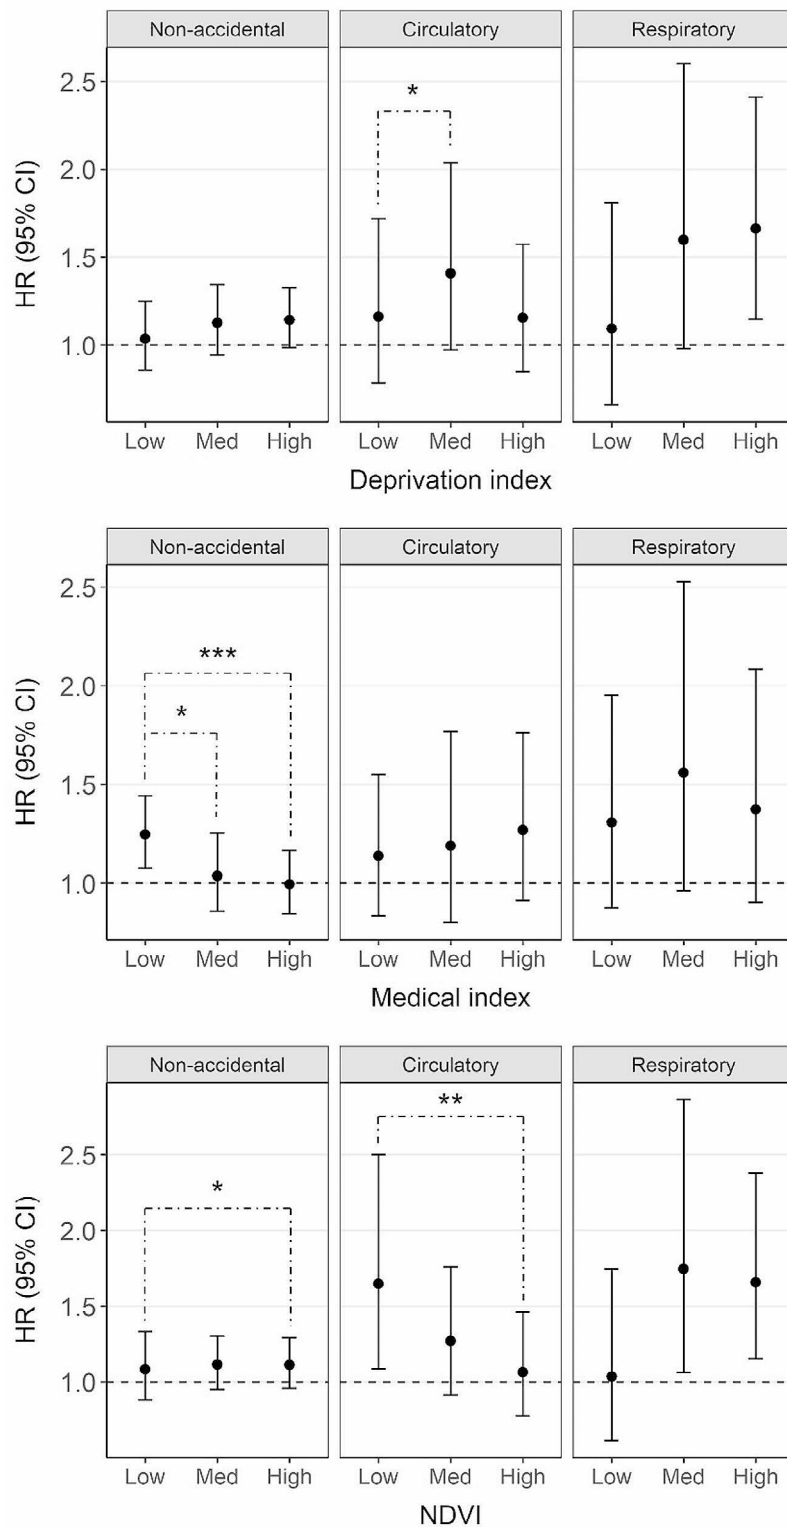 Non-accidental Circulatory Respiratory
*
2.5
2.0
1.5
1.0
HR (95% CI)
Low Med High Low Med High Low Med High
Deprivation index
Non-accidental Circulatory Respiratory
2.5
***
2.0
*
1.5
1.0
HR (95% CI)
Low Med High Low Med High Low Med High
Medical index
Non-accidental Circulatory Respiratory
**
2.5
*
2.0
1.5
1.0
HR (95% CI)
Low Med High Low Med High Low Med High
NDVI